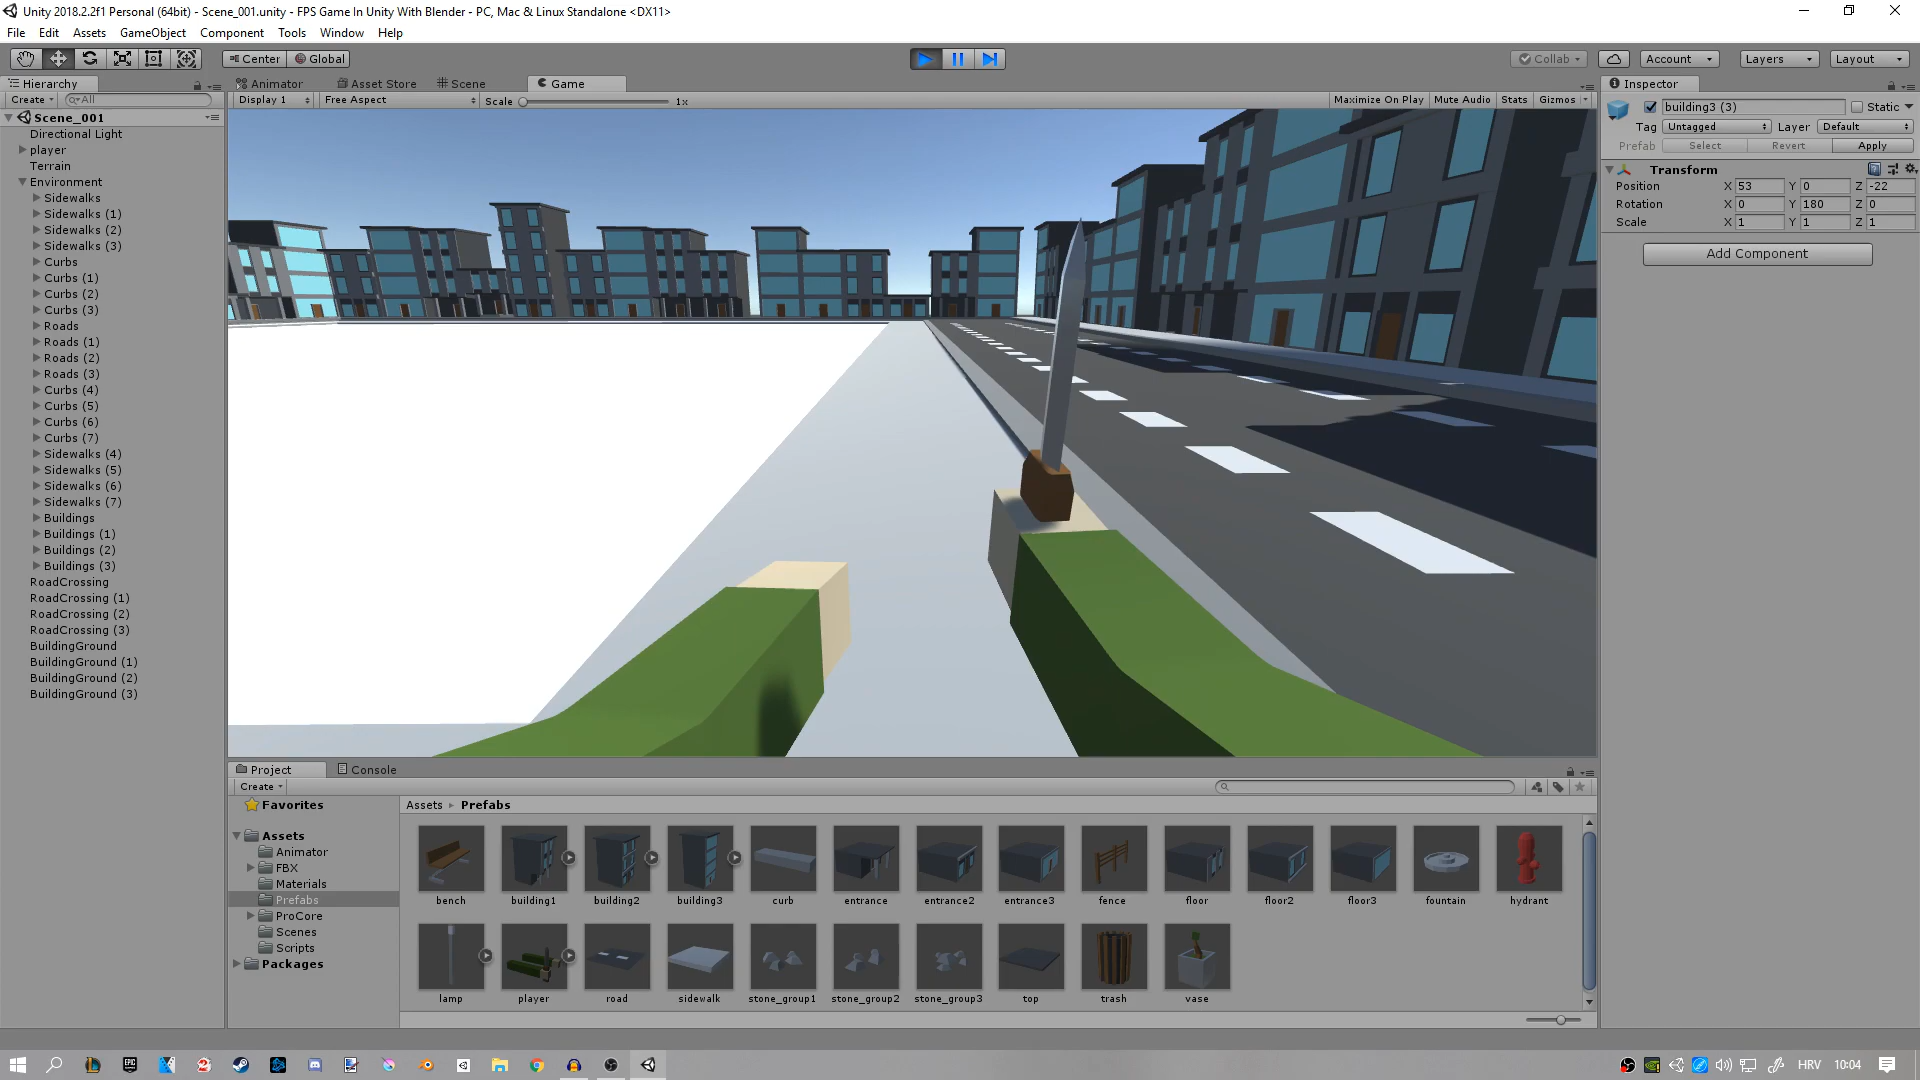 Unity 2018.2.2f1 Personal (64bit) - Scene_001.unity - FPS Game In Unity With Blender - PC, Mac & Linux Standalone <DX11>
File Edit Assets GameObject Component Tools Window Help
Center Global Collab Account Layers Layout
Hierarchy Animator Asset Store Scene Game Inspector
Create All Display 1 Free Aspect Scale 1x Maximize On Play Mute Audio Stats Gizmos
building3 (3) Static
Tag Untagged Layer Default
Prefab Select Revert Apply
Transform
Position X 53 Y 0 Z -22
Rotation X 0 Y 180 Z 0
Scale X 1 Y 1 Z 1
Add Component
Scene_001
Directional Light
player
Terrain
Environment
Sidewalks
Sidewalks (1)
Sidewalks (2)
Sidewalks (3)
Curbs
Curbs (1)
Curbs (2)
Curbs (3)
Roads
Roads (1)
Roads (2)
Roads (3)
Curbs (4)
Curbs (5)
Curbs (6)
Curbs (7)
Sidewalks (4)
Sidewalks (5)
Sidewalks (6)
Sidewalks (7)
Buildings
Buildings (1)
Buildings (2)
Buildings (3)
RoadCrossing
RoadCrossing (1)
RoadCrossing (2)
RoadCrossing (3)
BuildingGround
BuildingGround (1)
BuildingGround (2)
BuildingGround (3)
Project Console
Create
Favorites
Assets
Animator
FBX
Materials
Prefabs
ProCore
Scenes
Scripts
Packages
Assets Prefabs
bench building1 building2 building3 curb entrance entrance2 entrance3 fence floor floor2 floor3 fountain hydrant
lamp player road sidewalk stone_group1 stone_group2 stone_group3 top trash vase
EPIC
HRV 10:04